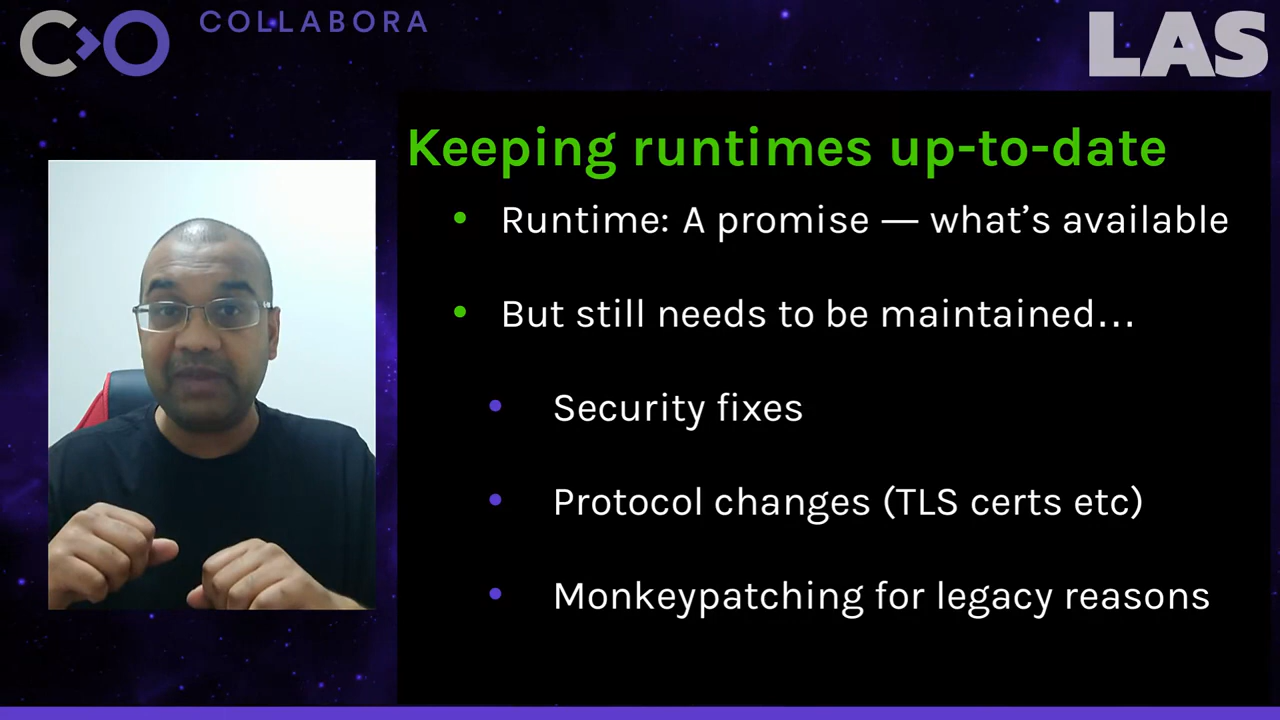 COLLABORA
LAS
Keeping runtimes up-to-date
Runtime: A promise — what’s available
But still needs to be maintained…
Security fixes
Protocol changes (TLS certs etc)
Monkeypatching for legacy reasons